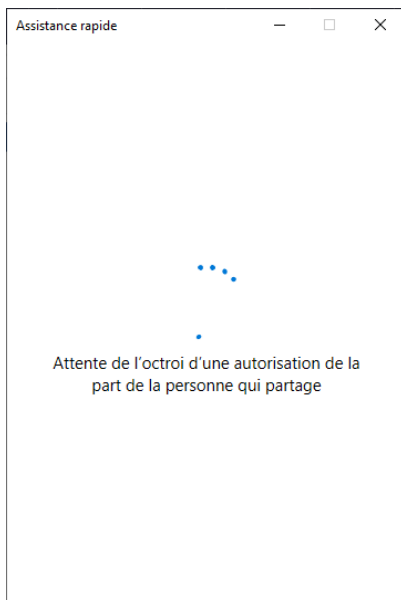 Assistance rapide
Attente de l’octroi d’une autorisation de la
part de la personne qui partage